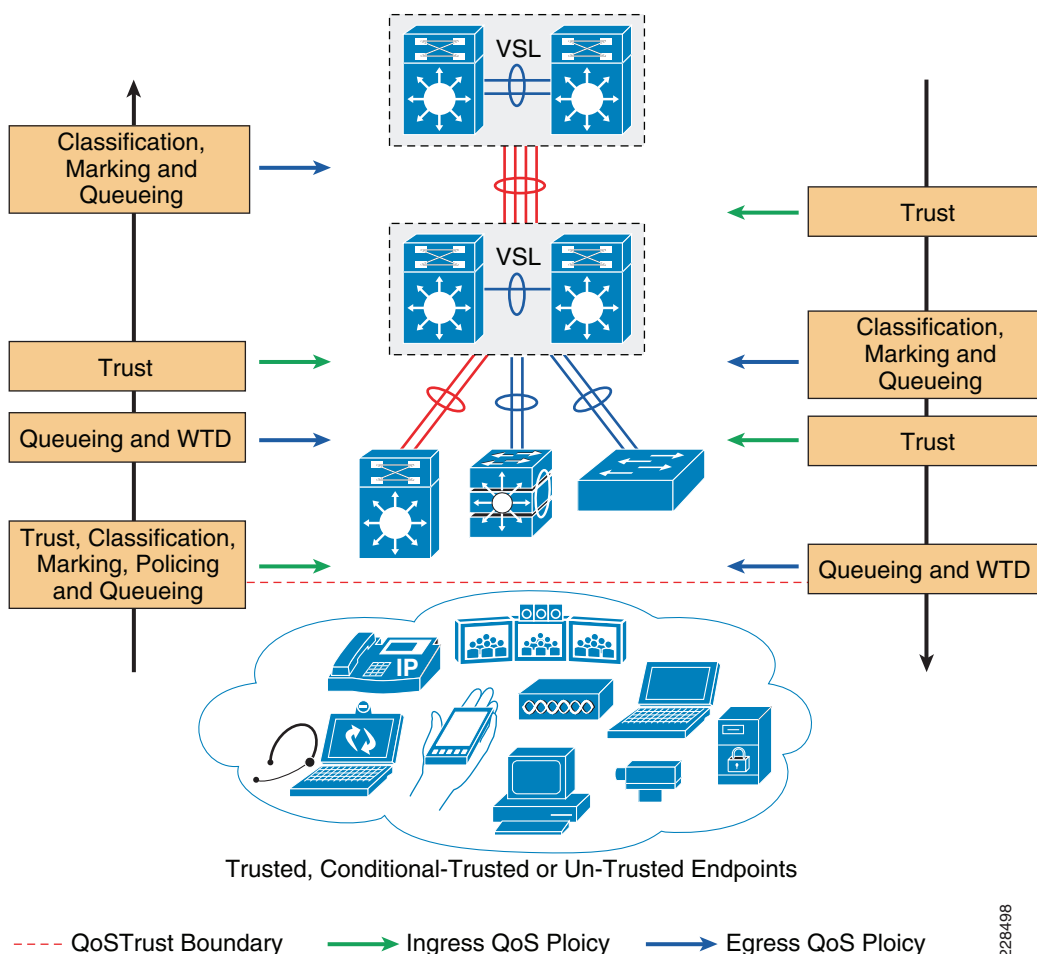 VSL
Classification,
Marking and
Queueing
Trust
VSL
Classification,
Marking and
Queueing
Trust
Queueing and WTD
Trust
Trust, Classification,
Marking, Policing
and Queueing
Queueing and WTD
IP
Trusted, Conditional-Trusted or Un-Trusted Endpoints
QoSTrust Boundary
Ingress QoS Ploicy
Egress QoS Ploicy
228498